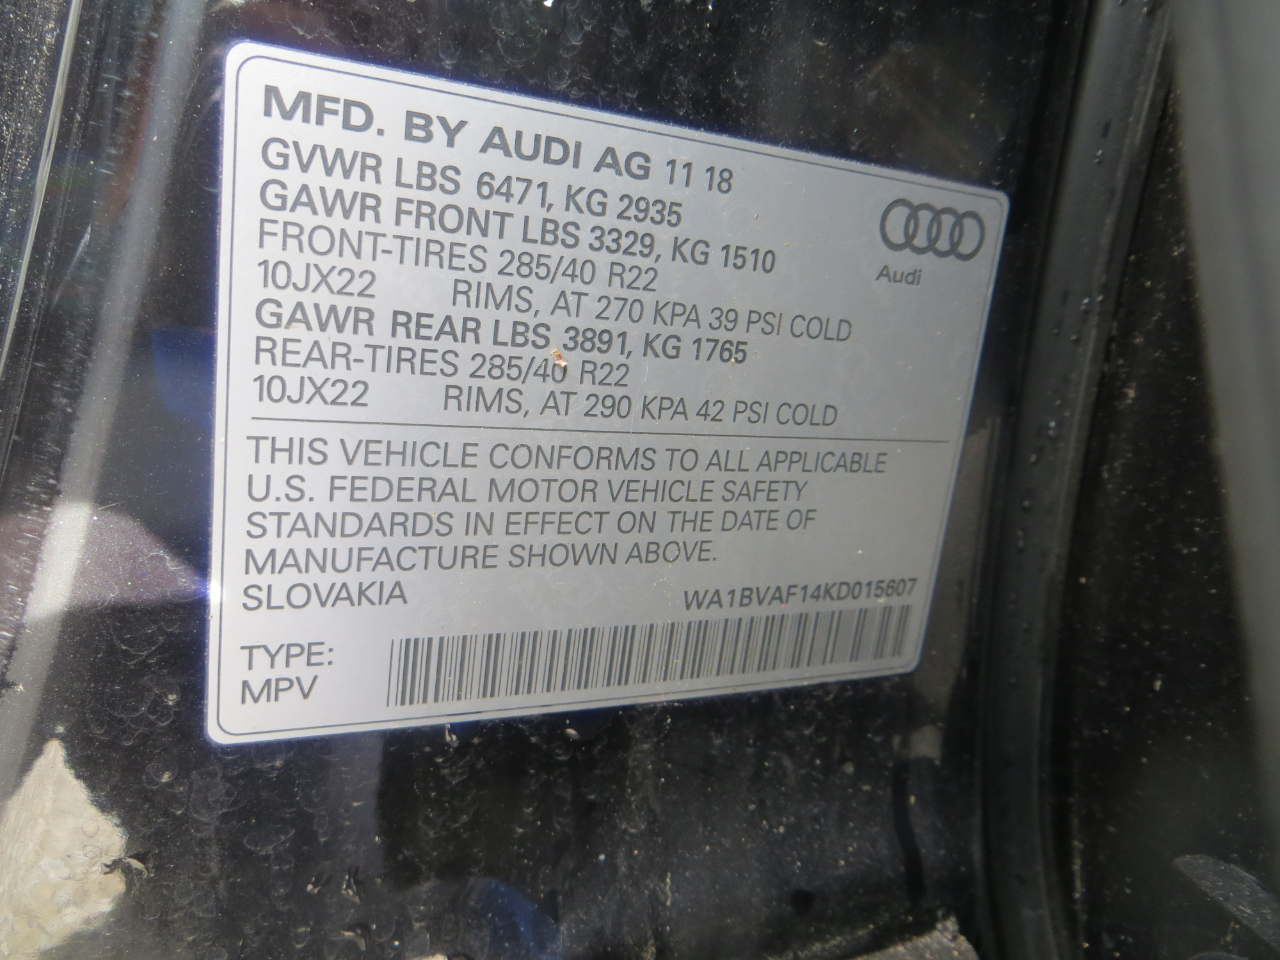 MFD. BY AUDI AG 11 18
GVWR LBS 6471, KG 2935
GAWR FRONT LBS 3329, KG 1510
FRONT-TIRES 285/40 R22
10JX22 RIMS, AT 270 KPA 39 PSI COLD
GAWR REAR LBS 3891, KG 1765
REAR-TIRES 285/40 R22
10JX22 RIMS, AT 290 KPA 42 PSI COLD
Audi
THIS VEHICLE CONFORMS TO ALL APPLICABLE
U.S. FEDERAL MOTOR VEHICLE SAFETY
STANDARDS IN EFFECT ON THE DATE OF
MANUFACTURE SHOWN ABOVE.
SLOVAKIA WA1BVAF14KD015607
TYPE:
MPV